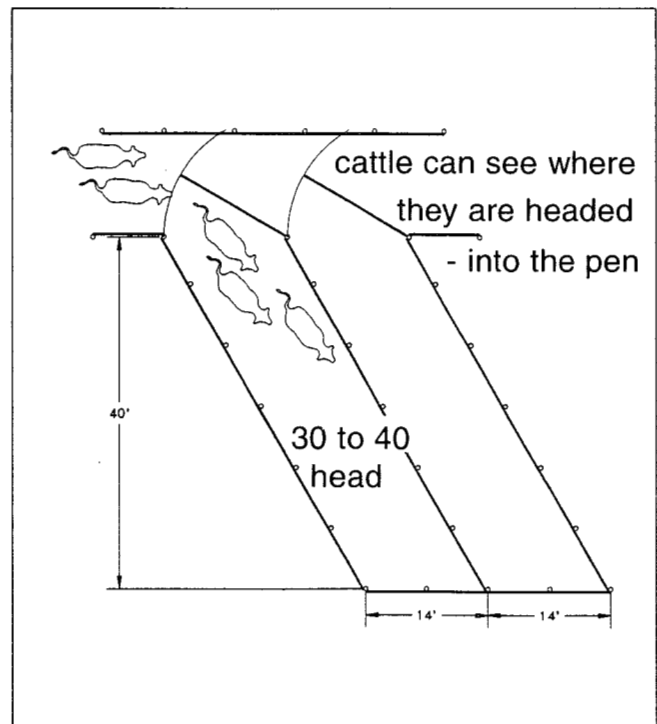 cattle can see where
they are headed
- into the pen
40'
30 to 40
head
14'
14'